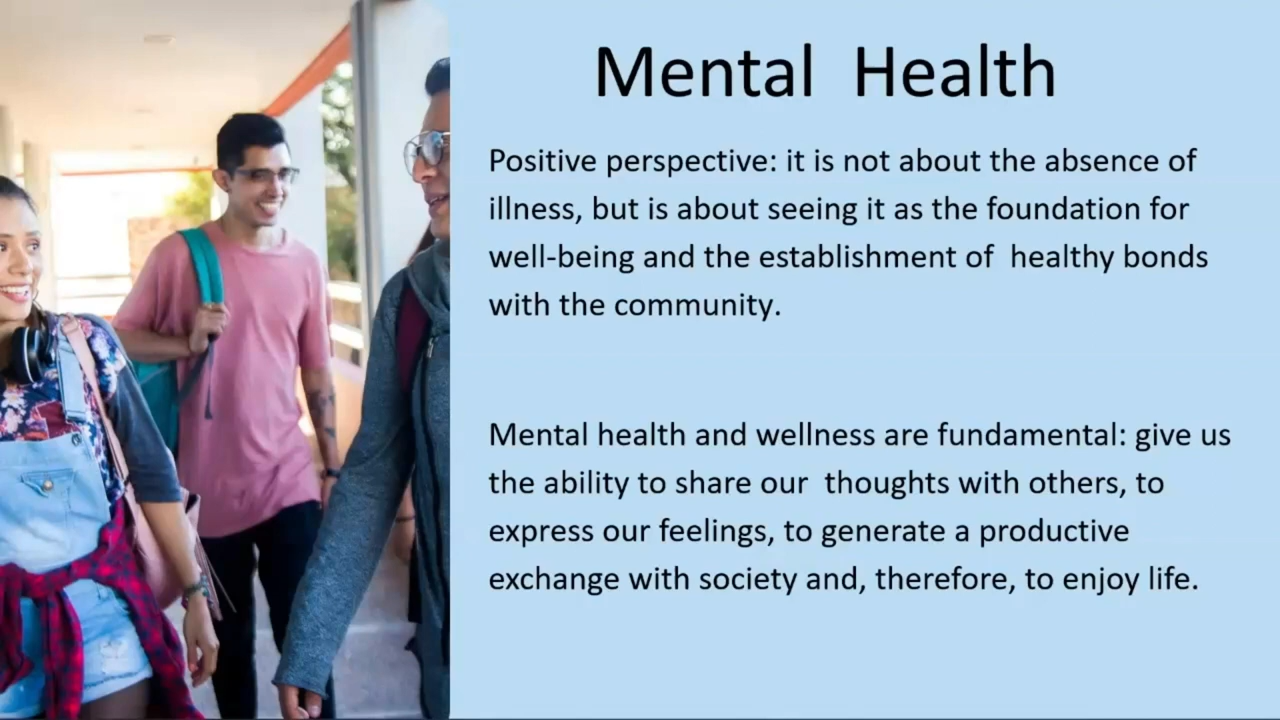 Mental  Health
Positive perspective: it is not about the absence of
illness, but is about seeing it as the foundation for
well-being and the establishment of  healthy bonds
with the community.
Mental health and wellness are fundamental: give us
the ability to share our  thoughts with others, to
express our feelings, to generate a productive
exchange with society and, therefore, to enjoy life.